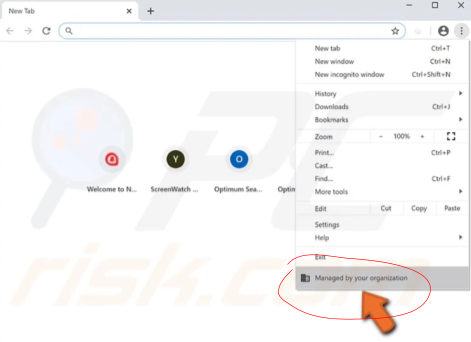 New Tab
New tab Ctrl+T
New window Ctrl+N
New incognito window Ctrl+Shift+N
History
Downloads Ctrl+J
Bookmarks
Zoom - 100% +
Print... Ctrl+P
Cast...
Find... Ctrl+F
More tools
Edit Cut Copy Paste
Settings
Help
Exit
Managed by your organization
Y
O
Welcome to N... ScreenWatch ... Optimum Sea... Optin
PC
risk.com